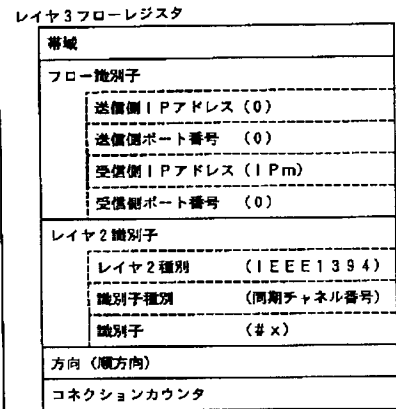 レイヤ3フローレジスタ
帯域
フロー識別子
送信側IPアドレス(0)
送信側ポート番号 (0)
受信側IPアドレス(IPm)
受信側ポート番号 (0)
レイヤ2識別子
レイヤ2種別 (IEEE1394)
識別子種別 (同期チャネル番号)
識別子 (#x)
方向(順方向)
コネクションカウンタ